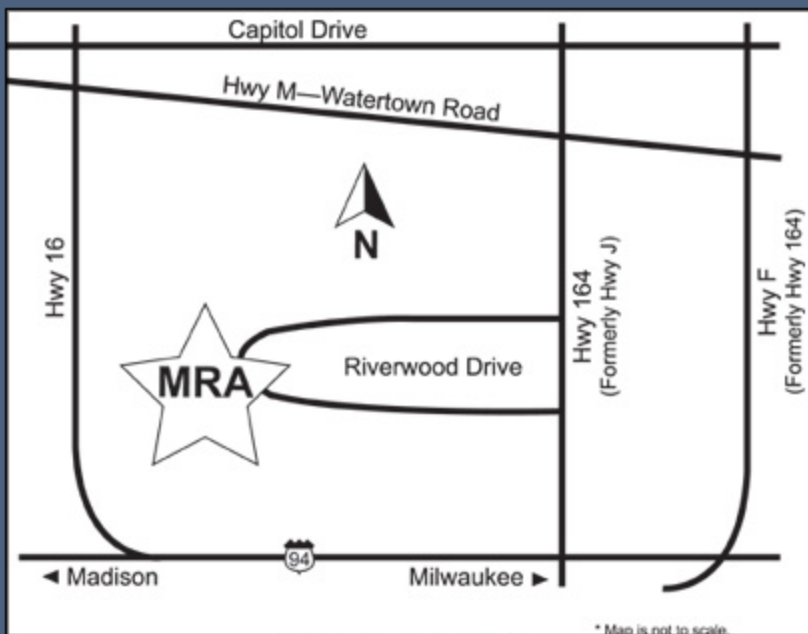 Capitol Drive
Hwy M—Watertown Road
N
Hwy 16
Hwy 164
(Formerly Hwy J)
Hwy F
(Formerly Hwy 164)
MRA
Riverwood Drive
94
Madison
Milwaukee
* Map is not to scale.